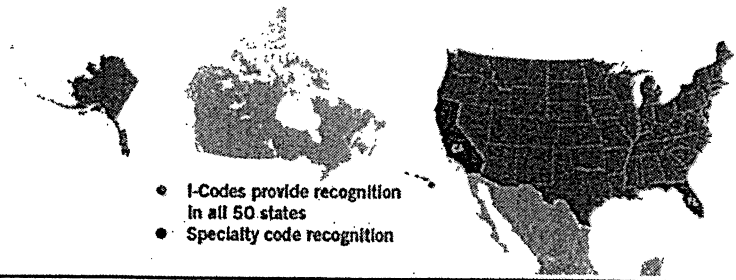 I-Codes provide recognition
in all 50 states
Specialty code recognition